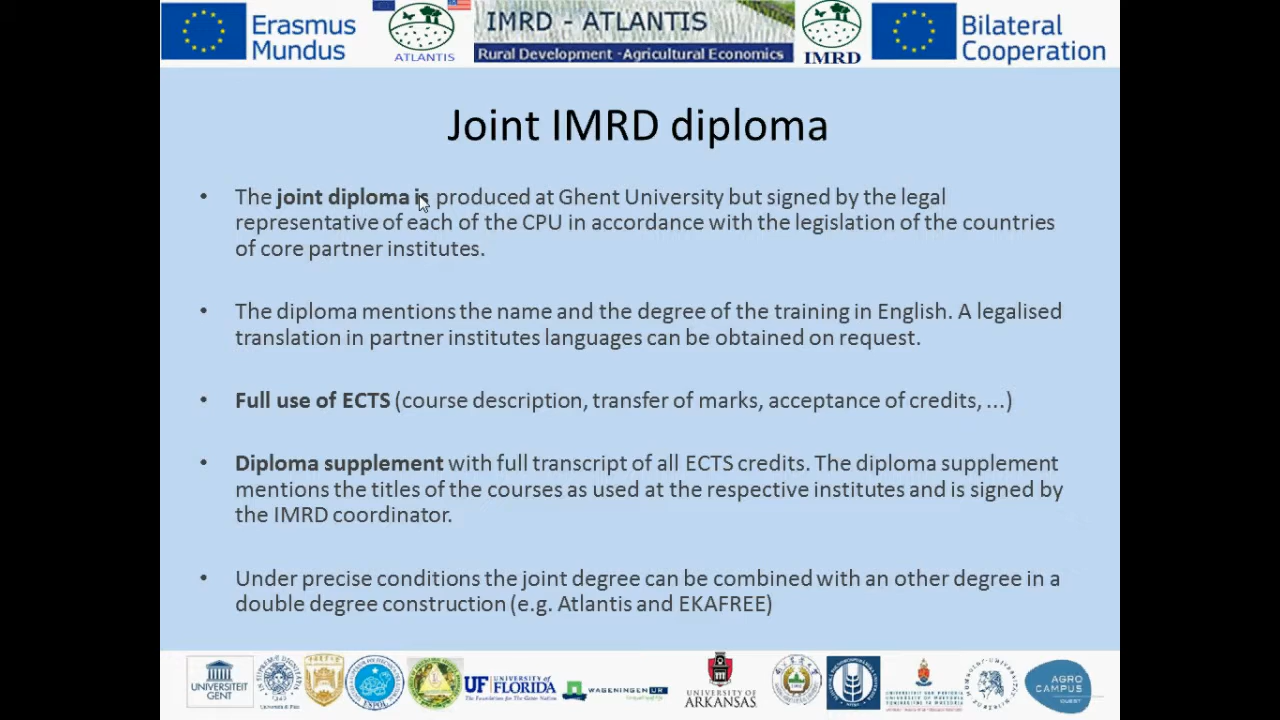 Erasmus
Mundus
ATLANTIS
IMRD - ATLANTIS
Rural Development -Agricultural Economics
IMRD
Bilateral
Cooperation
Joint IMRD diploma
• The joint diploma is produced at Ghent University but signed by the legal
representative of each of the CPU in accordance with the legislation of the countries
of core partner institutes.
• The diploma mentions the name and the degree of the training in English. A legalised
translation in partner institutes languages can be obtained on request.
• Full use of ECTS (course description, transfer of marks, acceptance of credits, ...)
• Diploma supplement with full transcript of all ECTS credits. The diploma supplement
mentions the titles of the courses as used at the respective institutes and is signed by
the IMRD coordinator.
• Under precise conditions the joint degree can be combined with an other degree in a
double degree construction (e.g. Atlantis and EKAFREE)
UNIVERSITEIT
GENT
ESPOL
UF UNIVERSITY of
FLORIDA
The Foundation for The Gator Nation
WAGENINGEN UR
UNIVERSITY OF
ARKANSAS
AGRO
CAMPUS
OUEST